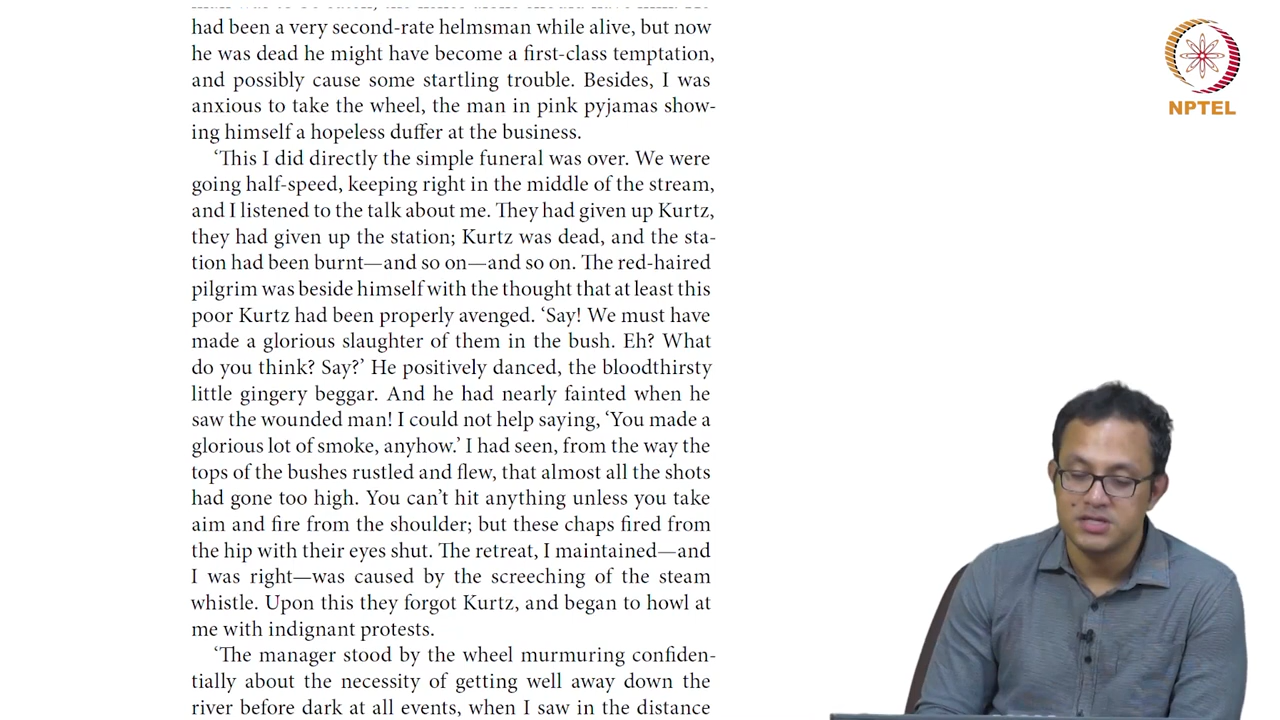 had been a very second-rate helmsman while alive, but now
he was dead he might have become a first-class temptation,
and possibly cause some startling trouble. Besides, I was
anxious to take the wheel, the man in pink pyjamas show-
ing himself a hopeless duffer at the business.
‘This I did directly the simple funeral was over. We were
going half-speed, keeping right in the middle of the stream,
and I listened to the talk about me. They had given up Kurtz,
they had given up the station; Kurtz was dead, and the sta-
tion had been burnt—and so on—and so on. The red-haired
pilgrim was beside himself with the thought that at least this
poor Kurtz had been properly avenged. ‘Say! We must have
made a glorious slaughter of them in the bush. Eh? What
do you think? Say?’ He positively danced, the bloodthirsty
little gingery beggar. And he had nearly fainted when he
saw the wounded man! I could not help saying, ‘You made a
glorious lot of smoke, anyhow.’ I had seen, from the way the
tops of the bushes rustled and flew, that almost all the shots
had gone too high. You can’t hit anything unless you take
aim and fire from the shoulder; but these chaps fired from
the hip with their eyes shut. The retreat, I maintained—and
I was right—was caused by the screeching of the steam
whistle. Upon this they forgot Kurtz, and began to howl at
me with indignant protests.
‘The manager stood by the wheel murmuring confiden-
tially about the necessity of getting well away down the
river before dark at all events, when I saw in the distance
NPTEL